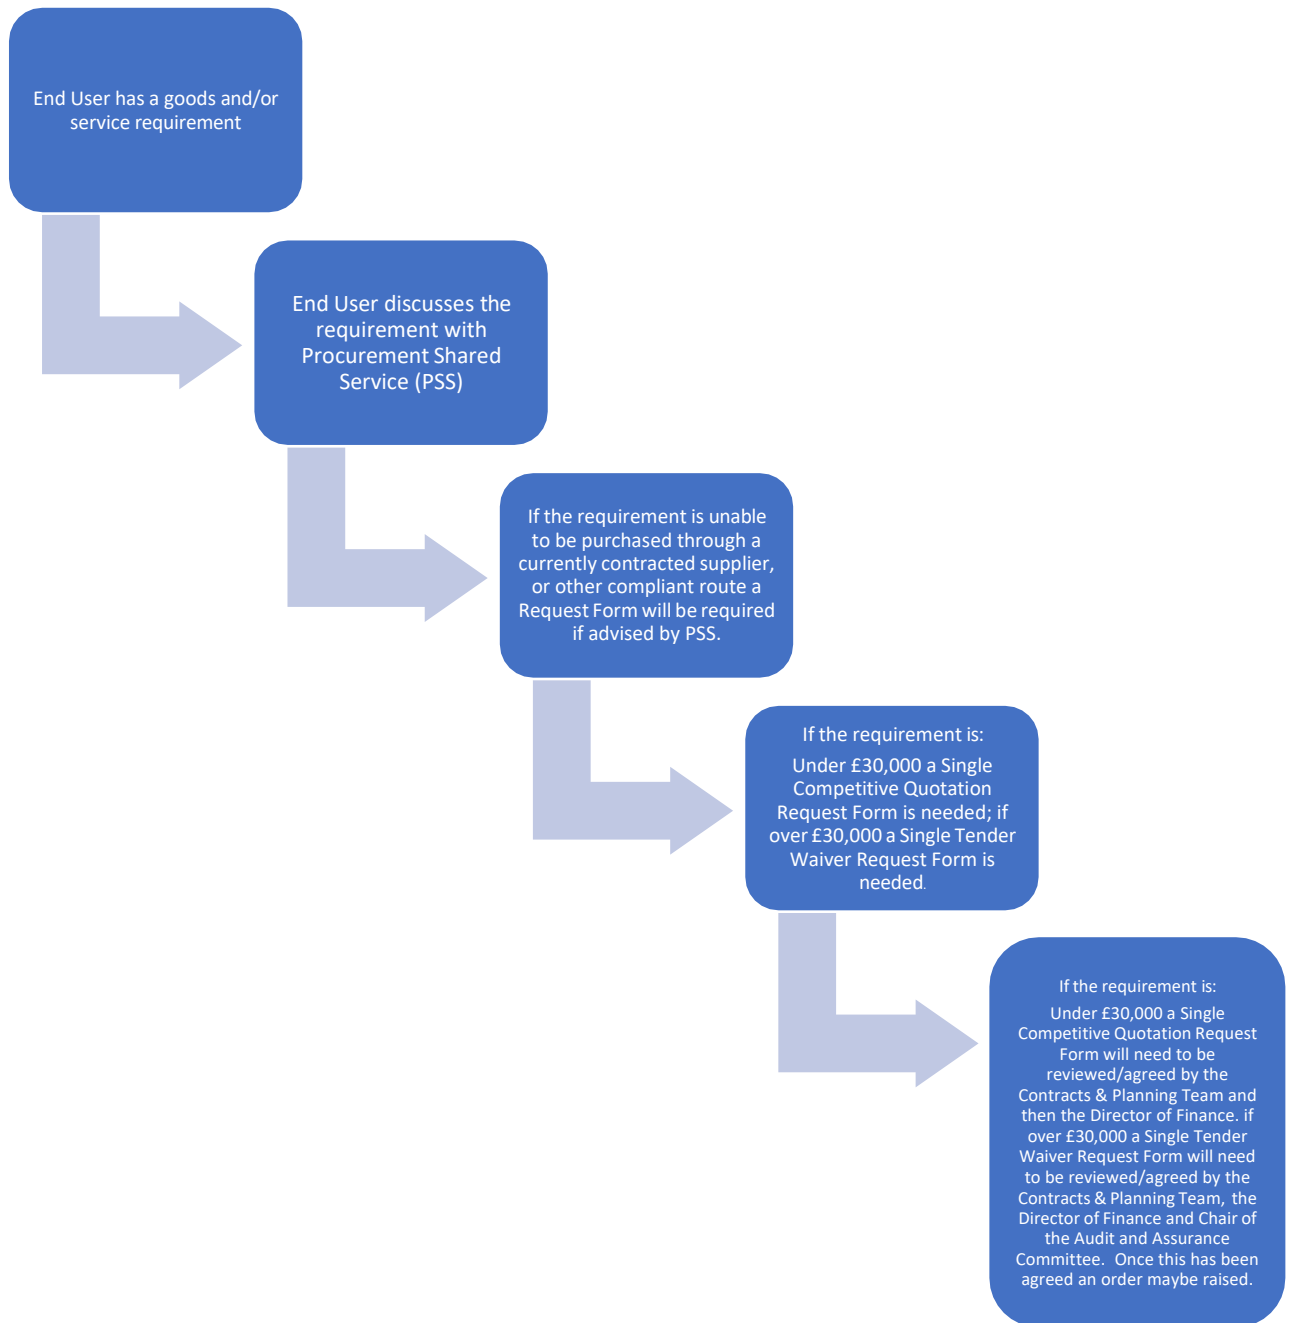 End User has a goods and/or
service requirement
End User discusses the
requirement with
Procurement Shared
Service (PSS)
If the requirement is unable
to be purchased through a
currently contracted supplier,
or other compliant route a
Request Form will be required
if advised by PSS.
If the requirement is:
Under £30,000 a Single
Competitive Quotation
Request Form is needed; if
over £30,000 a Single Tender
Waiver Request Form is
needed.
If the requirement is:
Under £30,000 a Single
Competitive Quotation Request
Form will need to be
reviewed/agreed by the
Contracts & Planning Team and
then the Director of Finance. if
over £30,000 a Single Tender
Waiver Request Form will need
to be reviewed/agreed by the
Contracts & Planning Team, the
Director of Finance and Chair of
the Audit and Assurance
Committee. Once this has been
agreed an order maybe raised.